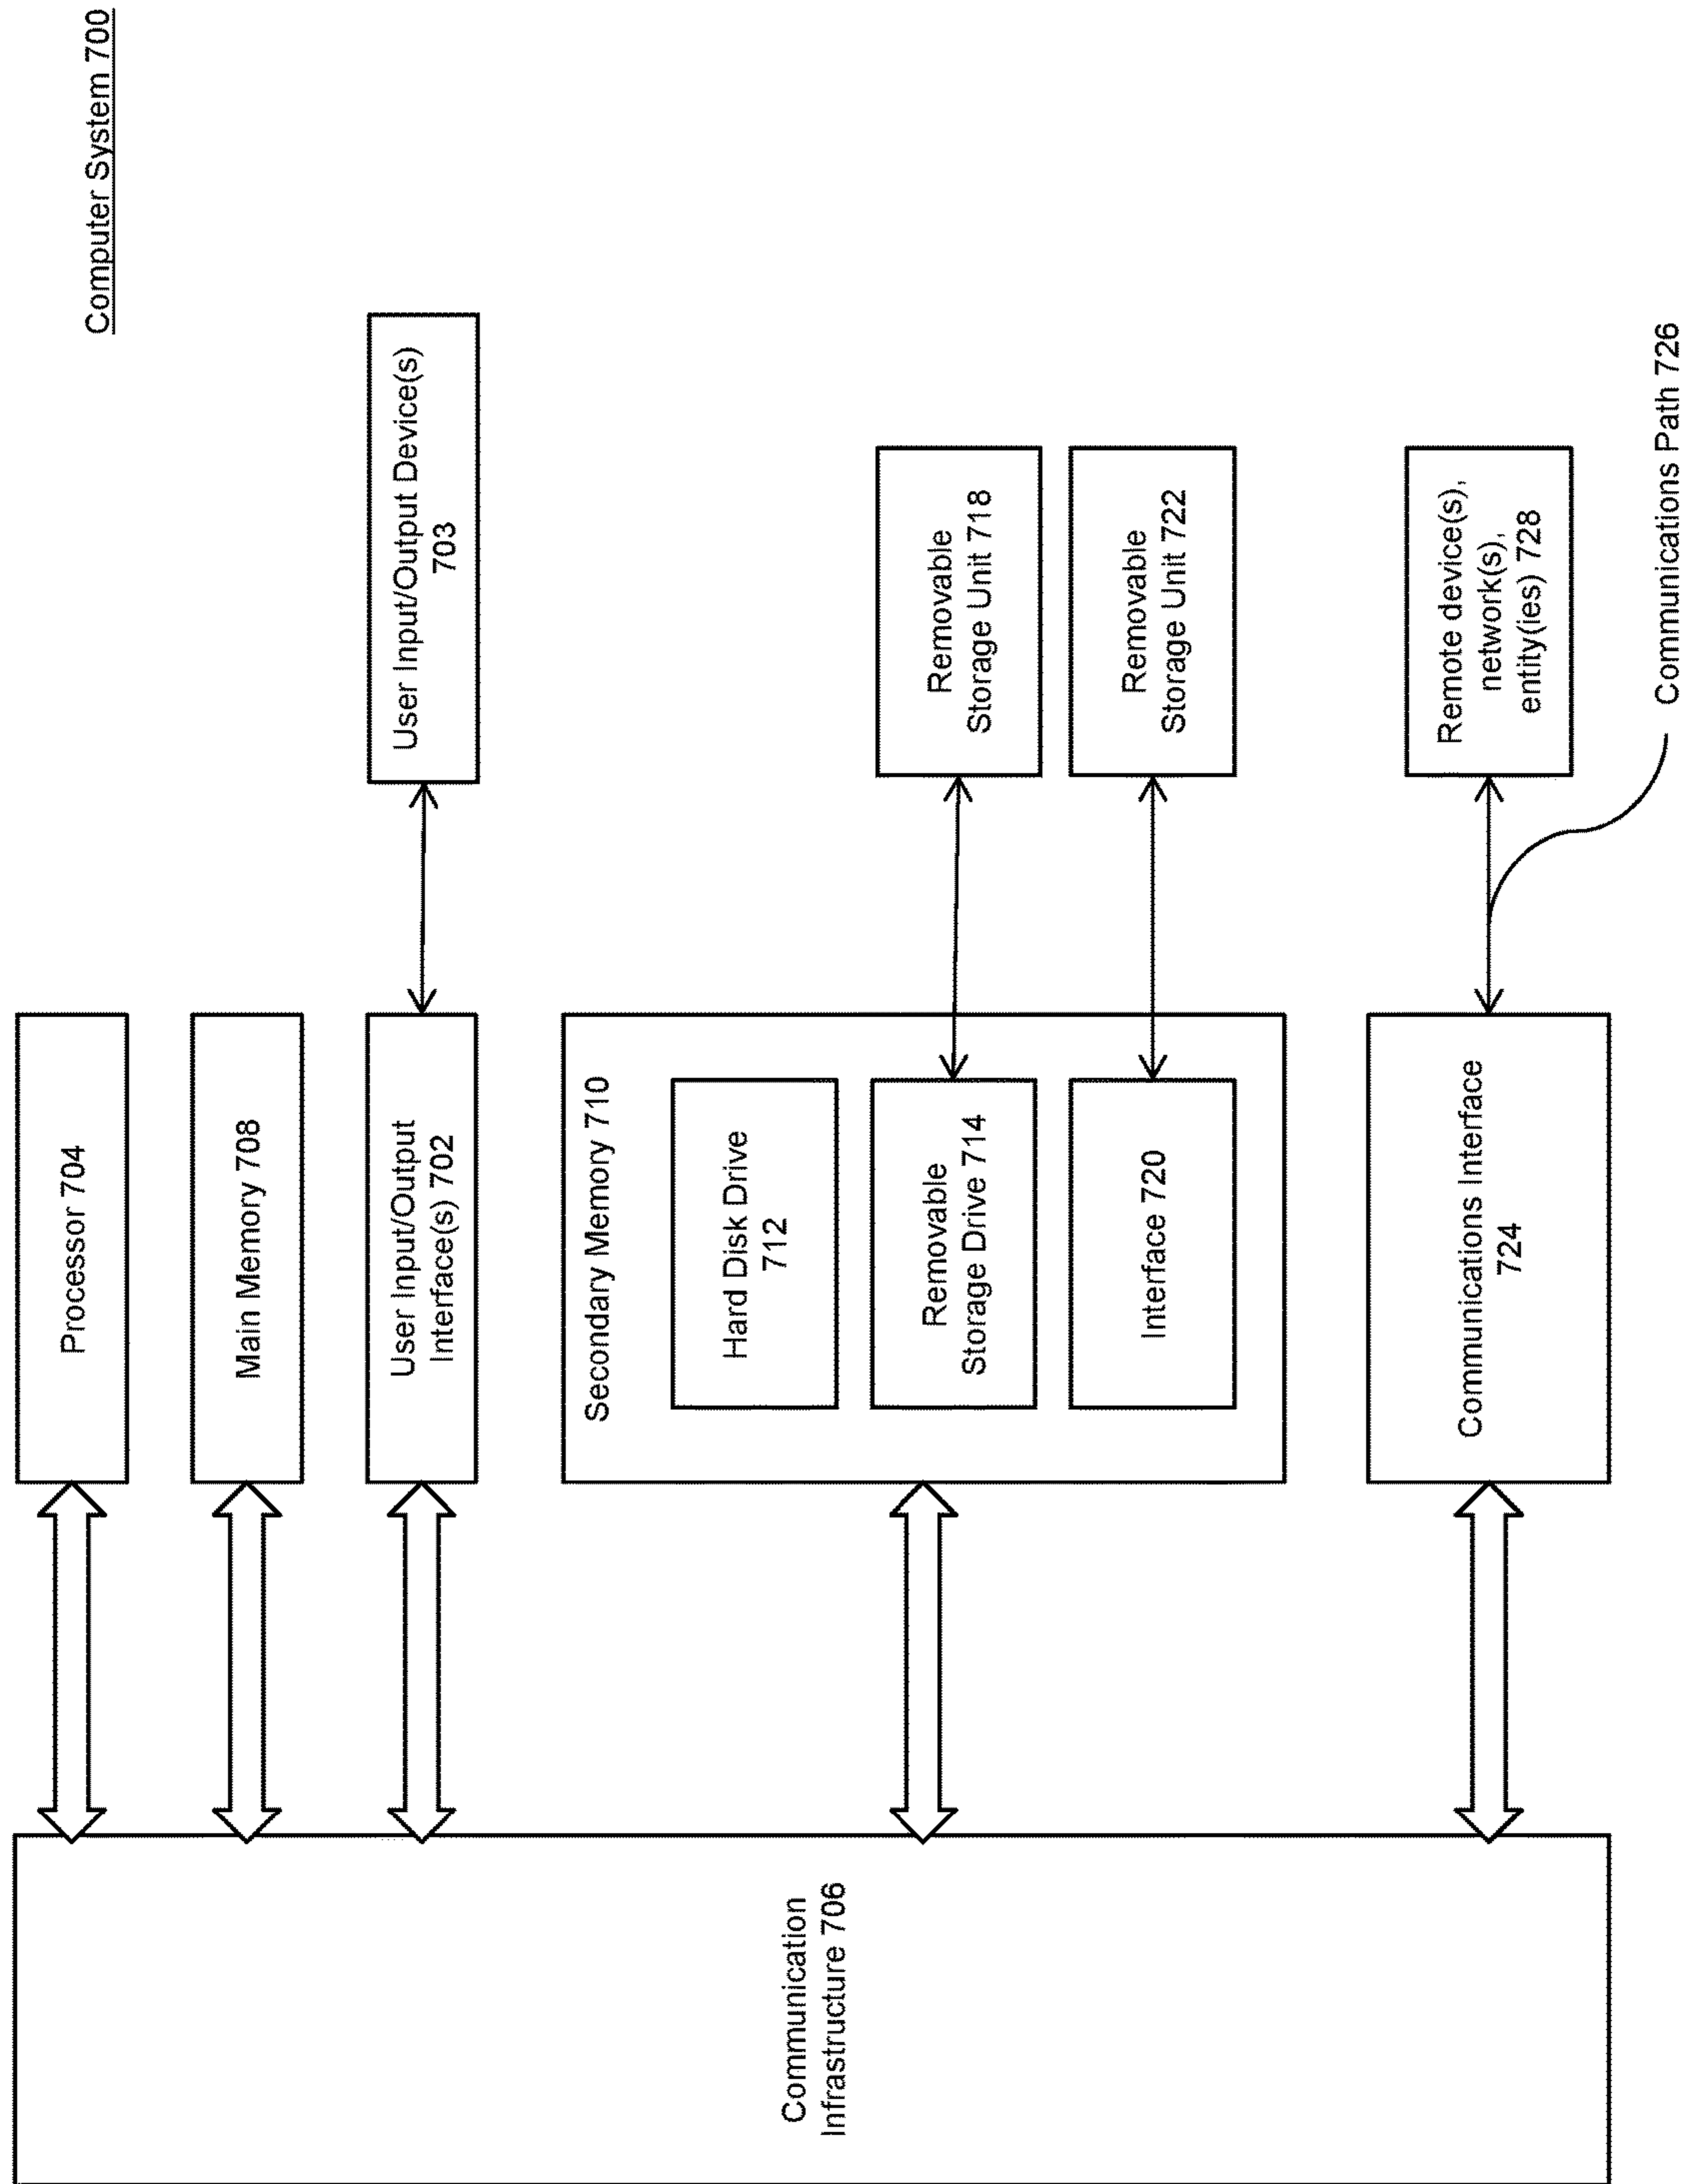 Computer System 700
Processor 704
Main Memory 708
User Input/Output
Interface(s) 702
User Input/Output Device(s)
703
Secondary Memory 710
Hard Disk Drive
712
Removable
Storage Drive 714
Removable
Storage Unit 718
Interface 720
Removable
Storage Unit 722
Communication
Infrastructure 706
Communications Interface
724
Remote device(s),
network(s),
entity(ies) 728
Communications Path 726